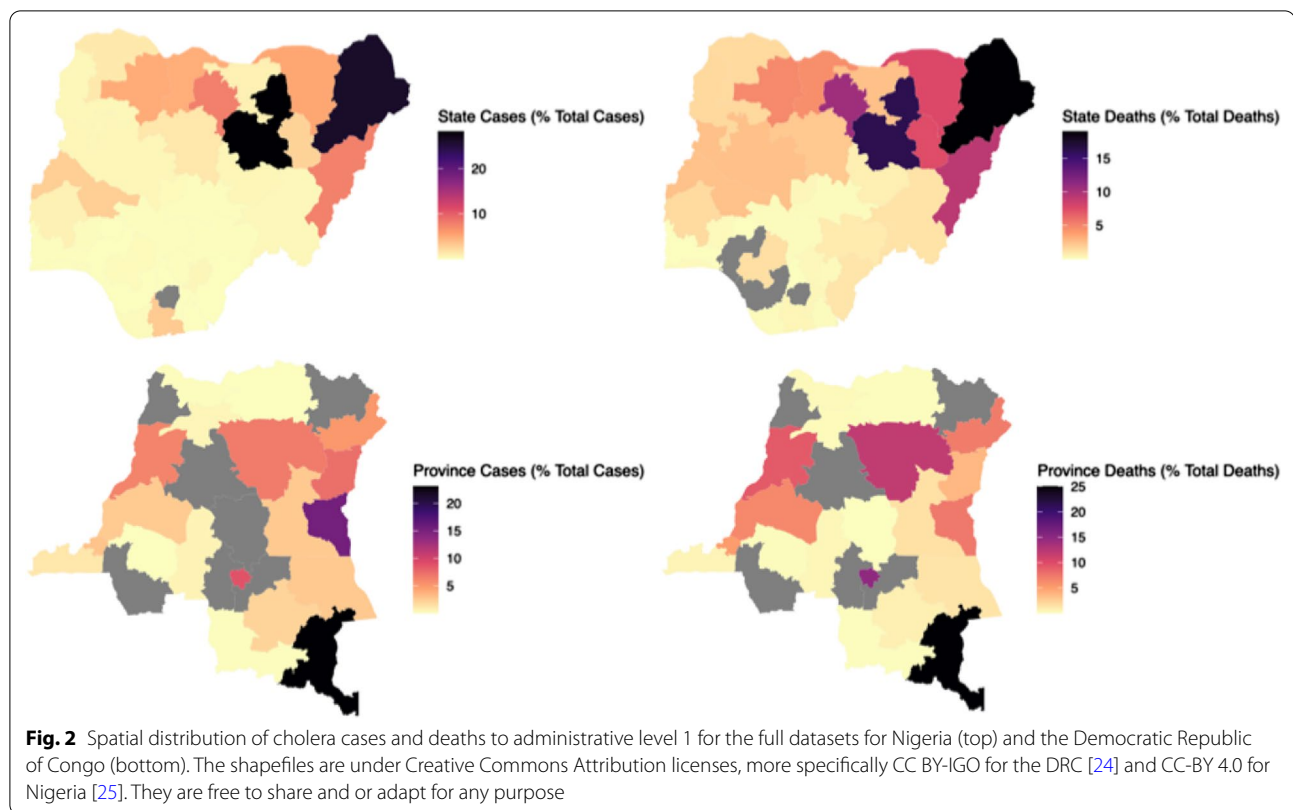 State Cases (% Total Cases)
20
10
State Deaths (% Total Deaths)
15
10
5
Province Cases (% Total Cases)
20
15
10
5
Province Deaths (% Total Deaths)
25
20
15
10
5
Fig. 2 Spatial distribution of cholera cases and deaths to administrative level 1 for the full datasets for Nigeria (top) and the Democratic Republic
of Congo (bottom). The shapefiles are under Creative Commons Attribution licenses, more specifically CC BY-IGO for the DRC [24] and CC-BY 4.0 for
Nigeria [25]. They are free to share and or adapt for any purpose